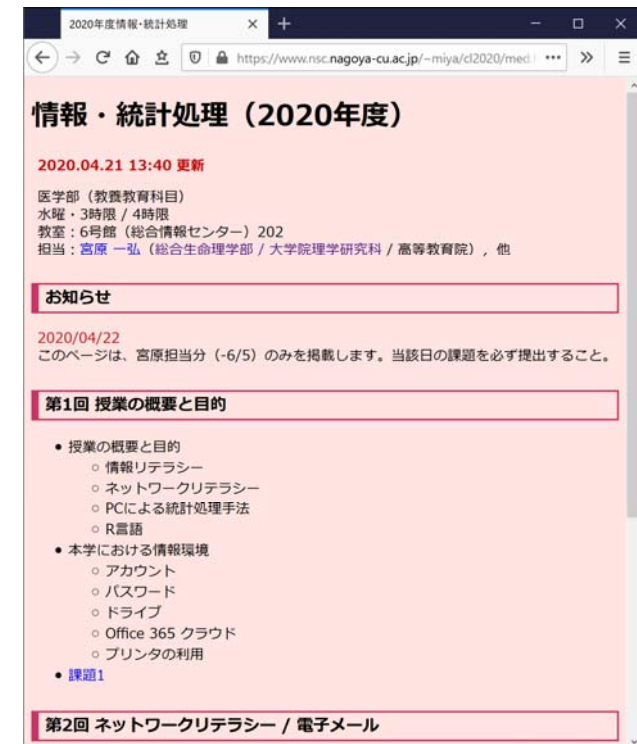 2020年度情報・統計処理
https://www.nsc.nagoya-cu.ac.jp/~miya/cl2020/med.
情報・統計処理（2020年度）
2020.04.21 13:40 更新
医学部（教養教育科目）
水曜・3時限 / 4時限
教室：6号館（総合情報センター）202
担当：宮原 一弘（総合生命理学部 / 大学院理学研究科 / 高等教育院），他
お知らせ
2020/04/22
このページは、宮原担当分（-6/5）のみを掲載します。当該日の課題を必ず提出すること。
第1回 授業の概要と目的
• 授業の概要と目的
○ 情報リテラシー
○ ネットワークリテラシー
○ PCによる統計処理手法
○ R言語
• 本学における情報環境
○ アカウント
○ パスワード
○ ドライブ
○ Office 365 クラウド
○ プリンタの利用
• 課題1
第2回 ネットワークリテラシー / 電子メール